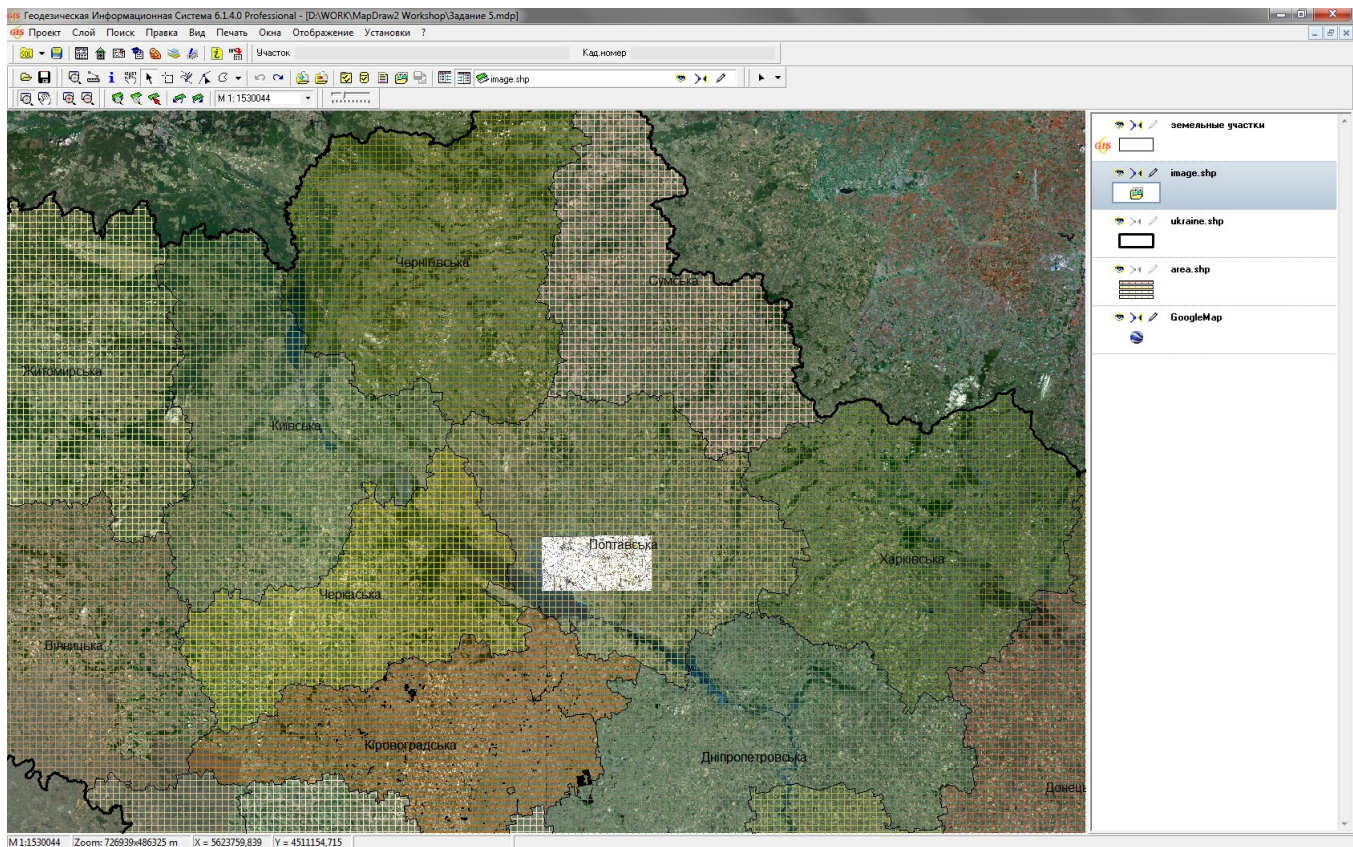 Геодезическая Информационная Система 6.1.4.0 Professional - [D:\WORK\MapDraw2 Workshop\Задание 5.mdp]
GIS Проект Слой Поиск Правка Вид Печать Окна Отображение Установки ?
SQL Участок Кад.номер
image.shp
M 1: 1530044
земельные участки
GIS
image.shp
ukraine.shp
area.shp
GoogleMap
Чернігівська
Сумська
Житомирська
Київська
Полтавська
Харківська
Черкаська
Вінницька
Кіровоградська
Дніпропетровська
Донець
M 1:1530044 Zoom: 726939x486325 m X = 5623759,839 Y = 4511154,715